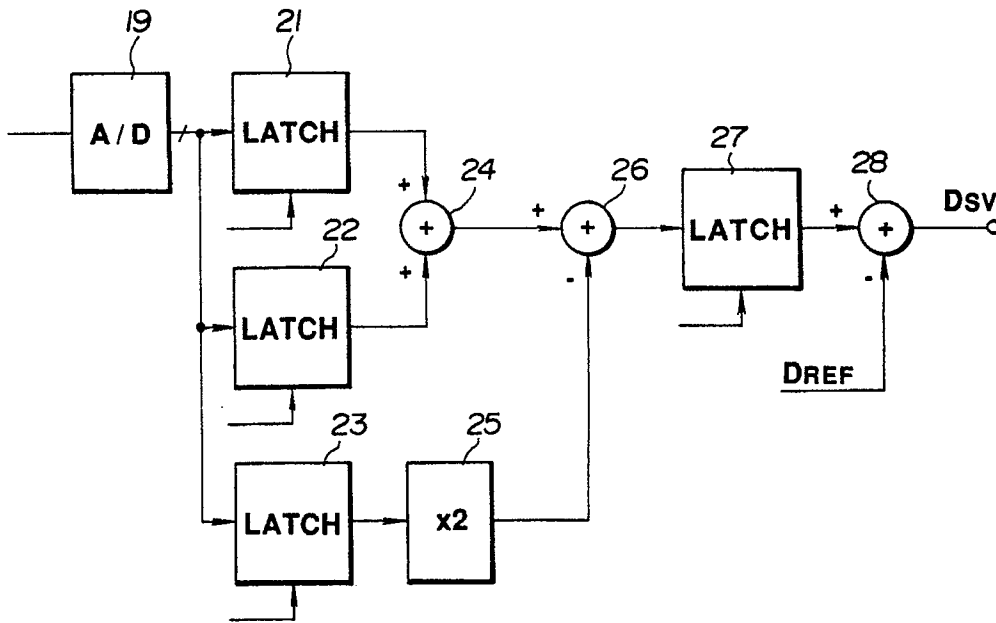 19
21
A/D
LATCH
+
24
+
+
22
LATCH
+
26
+
-
27
LATCH
+
28
+
-
DSV
DREF
23
LATCH
25
x2